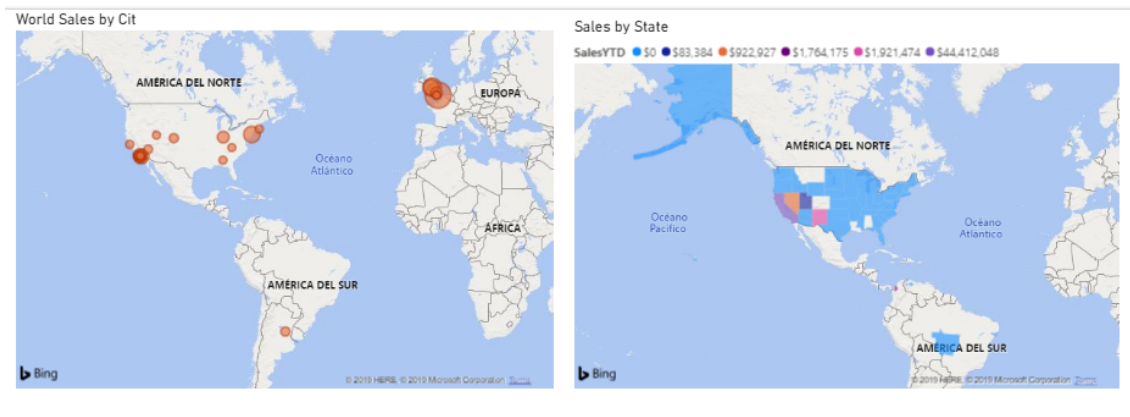 World Sales by Cit
AMÉRICA DEL NORTE
EUROPA
Océano
Atlántico
ÁFRICA
AMÉRICA DEL SUR
Bing
© 2019 HERE, © 2019 Microsoft Corporation Terms
Sales by State
SalesYTD $0 $83,384 $922,927 $1,764,175 $1,921,474 $44,412,048
AMÉRICA DEL NORTE
Océano
Pacífico
Océano
Atlántico
AMÉRICA DEL SUR
Bing
© 2019 HERE, © 2019 Microsoft Corporation Terms